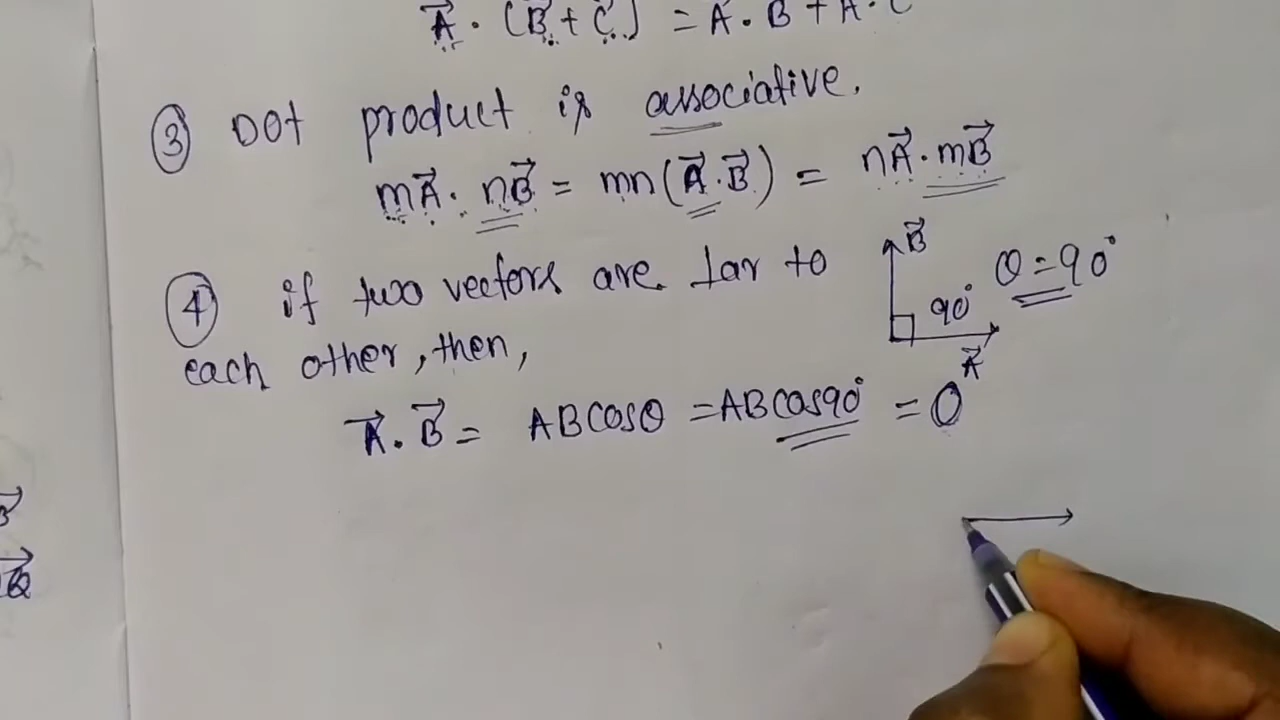 A⃗ · (B⃗ + C⃗) = A · B + A · C
③ Dot product is associative.
mA⃗ · nB⃗ = mn(A⃗ · B⃗) = nA⃗ · mB⃗
④ if two vectors are ⊥ar to
each other, then,
B⃗
90°
A⃗
θ = 90°
A⃗ · B⃗ = ABcosθ = ABcos90° = 0
B⃗
Q⃗